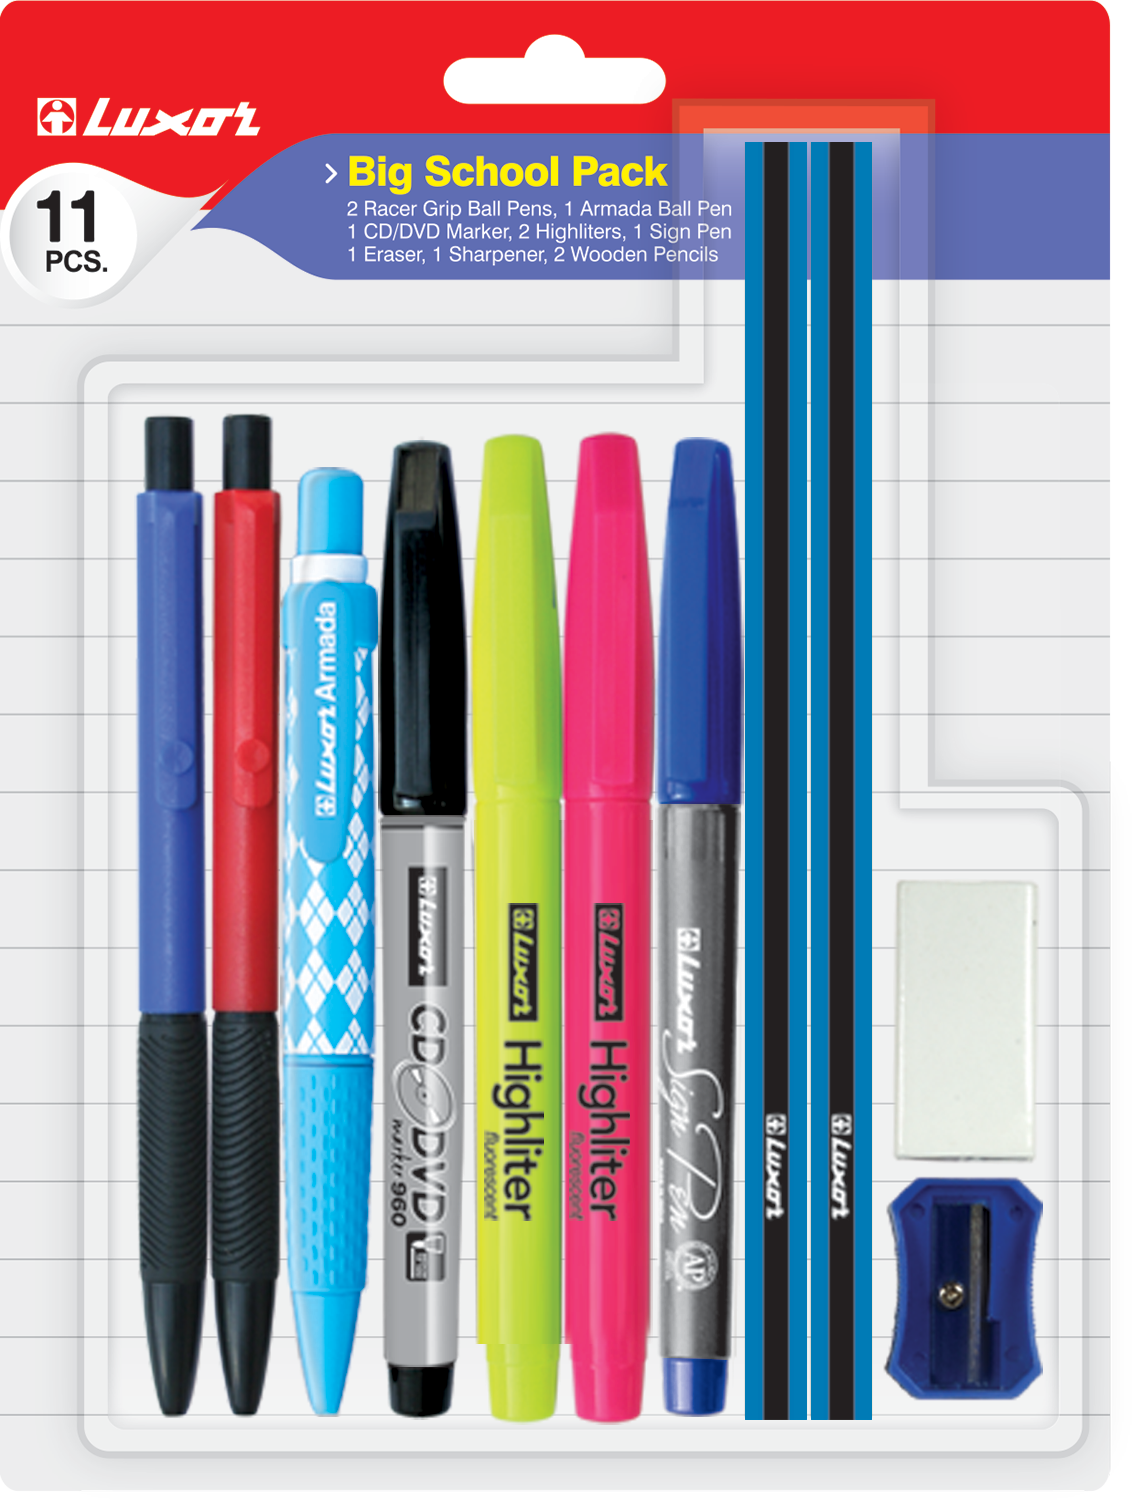 Luxor
11
PCS.
Big School Pack
2 Racer Grip Ball Pens, 1 Armada Ball Pen
1 CD/DVD Marker, 2 Highliters, 1 Sign Pen
1 Eraser, 1 Sharpener, 2 Wooden Pencils
Luxor Armada
Luxor
CD DVD
marker 960
Luxor
Highliter
fluorescent
Luxor
Highliter
fluorescent
Luxor
Sign Pen
AP
Luxor
Luxor